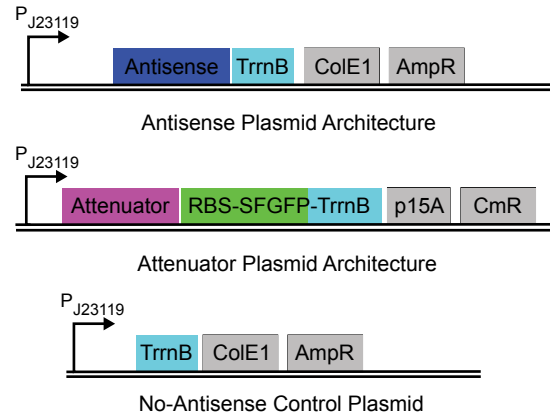 PJ23119
Antisense TrrnB ColE1 AmpR
Antisense Plasmid Architecture
PJ23119
Attenuator RBS-SFGFP-TrrnB p15A CmR
Attenuator Plasmid Architecture
PJ23119
TrrnB ColE1 AmpR
No-Antisense Control Plasmid